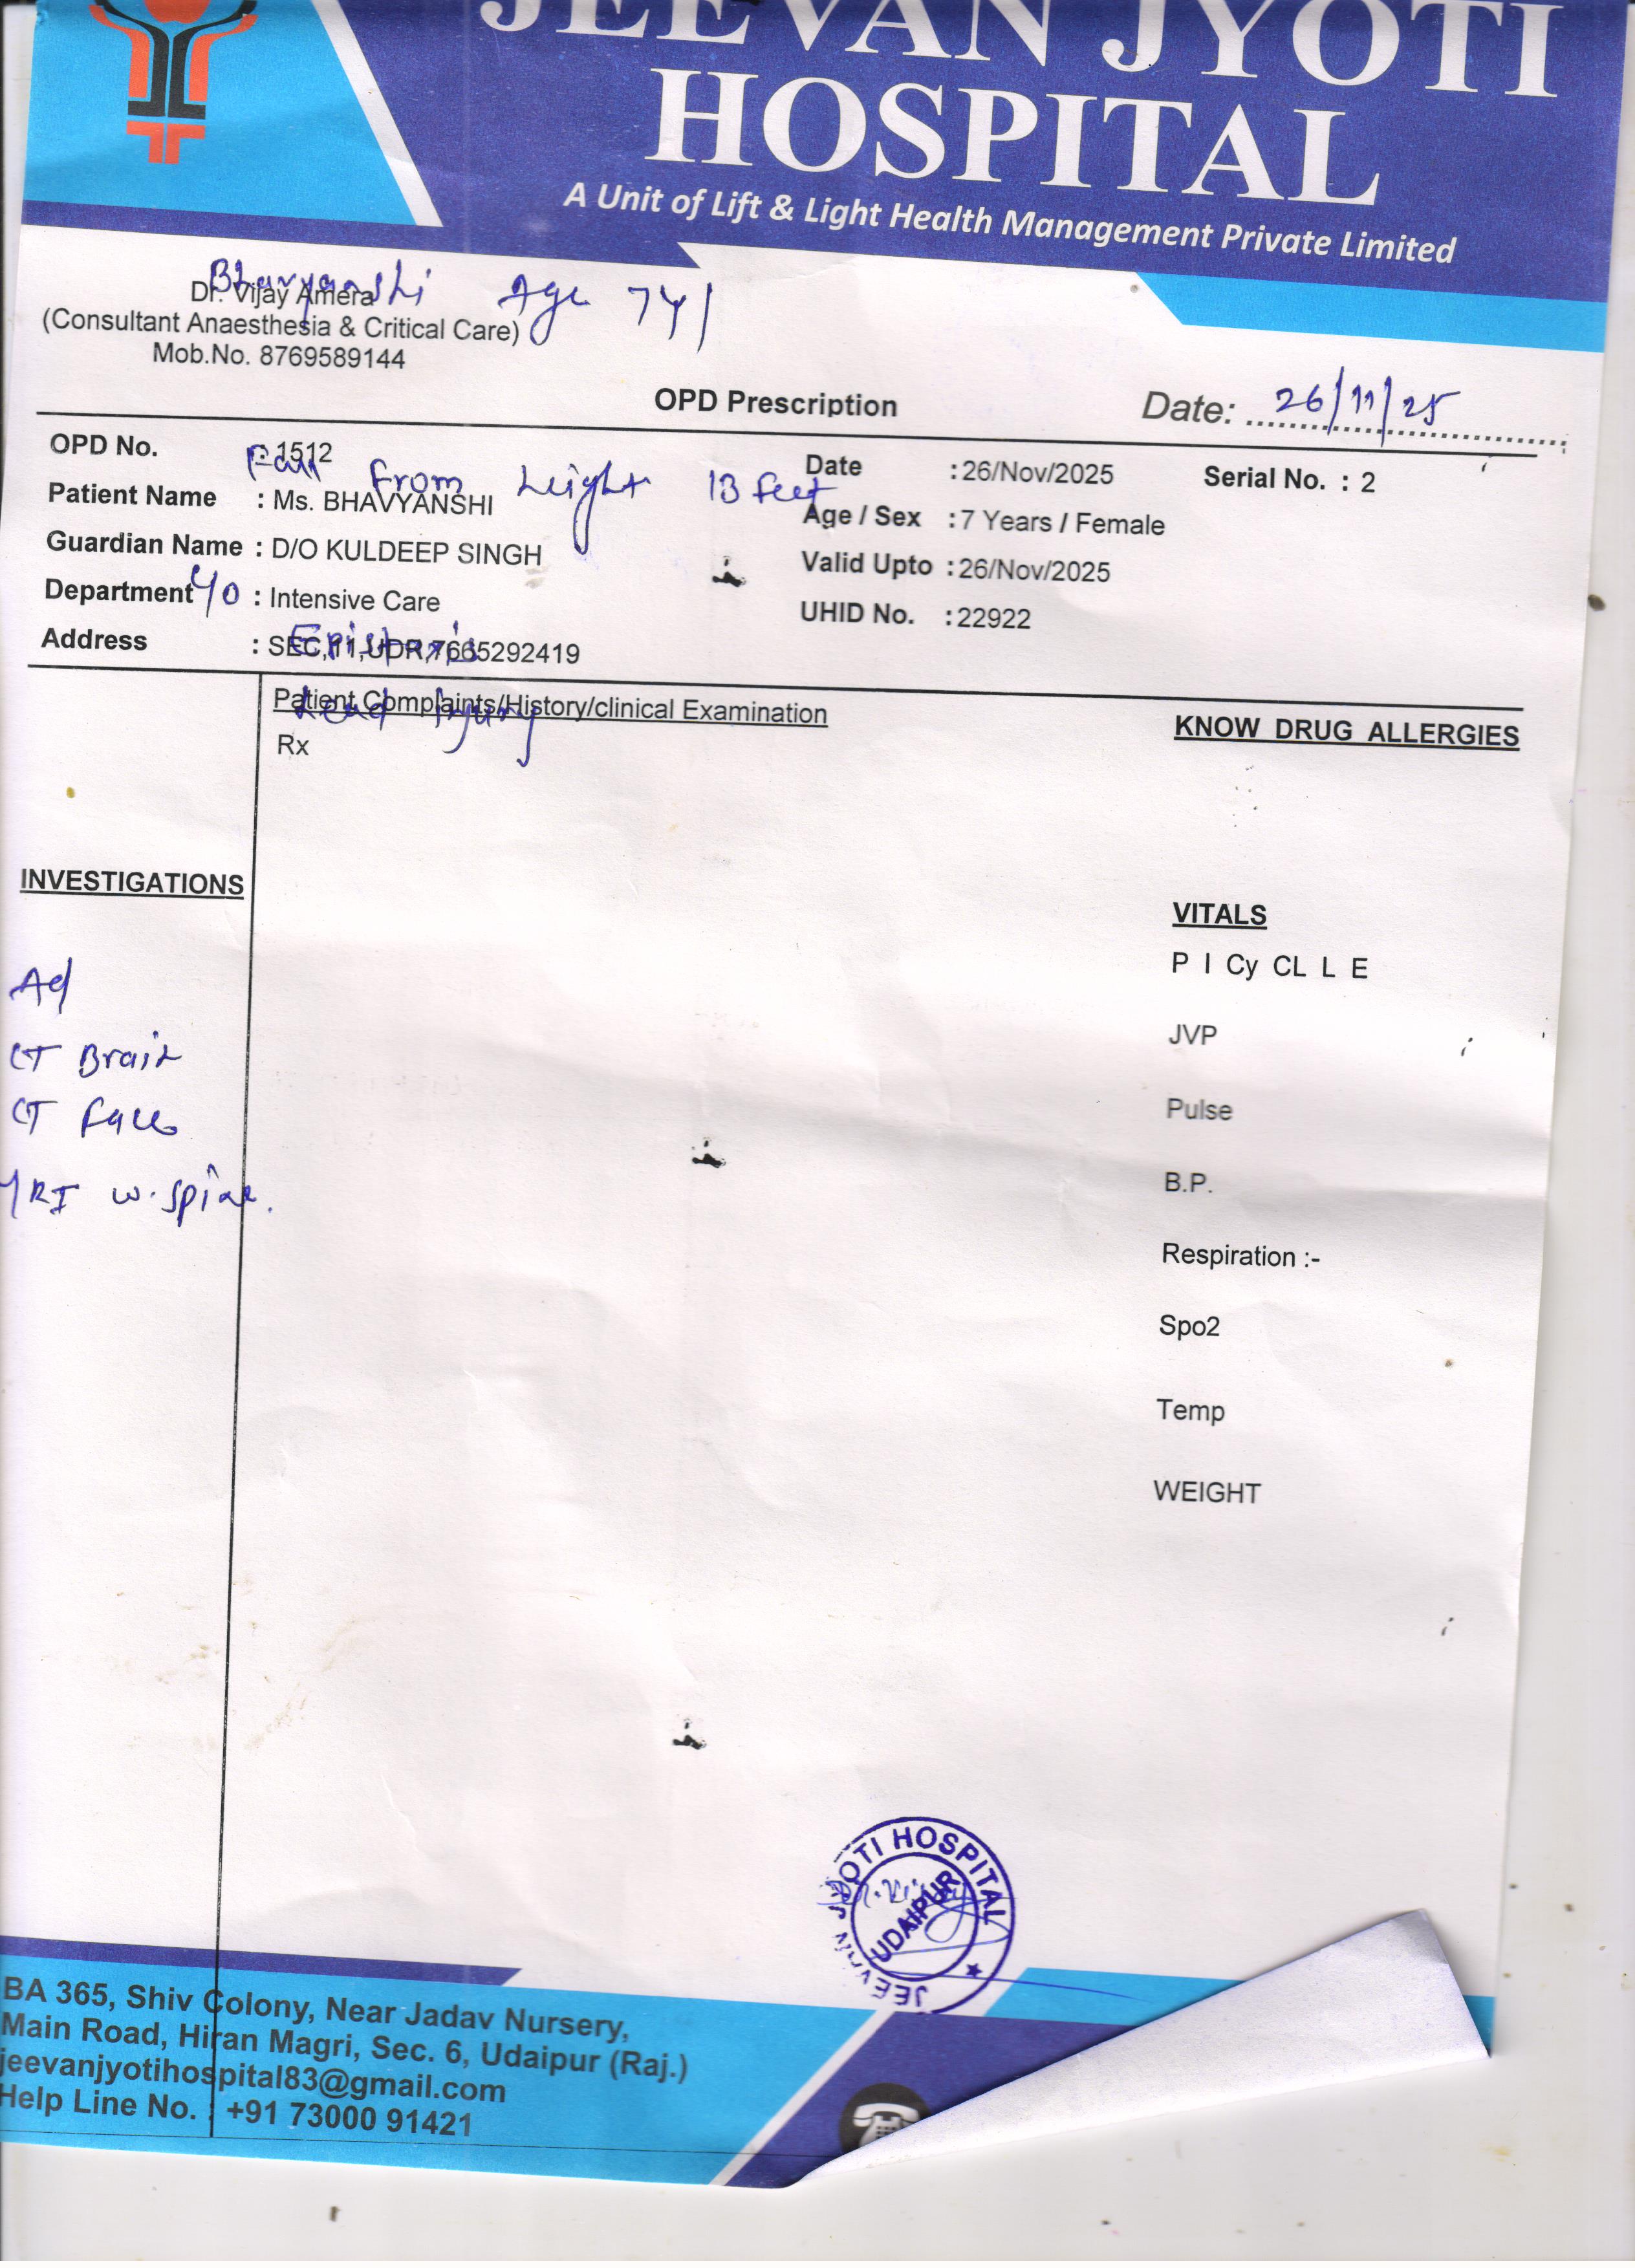 JEEVAN JYOTI
HOSPITAL
A Unit of Lift & Light Health Management Private Limited
Bhavyanshi Age 7y/
Dr. Vijay Amera
(Consultant Anaesthesia & Critical Care)
Mob.No. 8769589144
OPD Prescription
Date: 26/11/25
OPD No. : 1512
Date : 26/Nov/2025
Serial No. : 2
Fall From height 13 feet
Patient Name : Ms. BHAVYANSHI
Age / Sex : 7 Years / Female
Guardian Name : D/O KULDEEP SINGH
Valid Upto : 26/Nov/2025
Department : Intensive Care
UHID No. : 22922
Address : SEC,11,UDR,7665292419
Epistaxis
Patient Complaints/History/clinical Examination
Head injury
Rx
KNOW DRUG ALLERGIES
INVESTIGATIONS
VITALS
P I Cy CL L E
Ad
JVP
CT Brain
CT face
Pulse
MRI w. spine.
B.P.
Respiration :-
Spo2
Temp
WEIGHT
JEEVAN JYOTI HOSPITAL
UDAIPUR
Dr. Vijay
BA 365, Shiv Colony, Near Jadav Nursery,
Main Road, Hiran Magri, Sec. 6, Udaipur (Raj.)
jeevanjyotihospital83@gmail.com
Help Line No. : +91 73000 91421